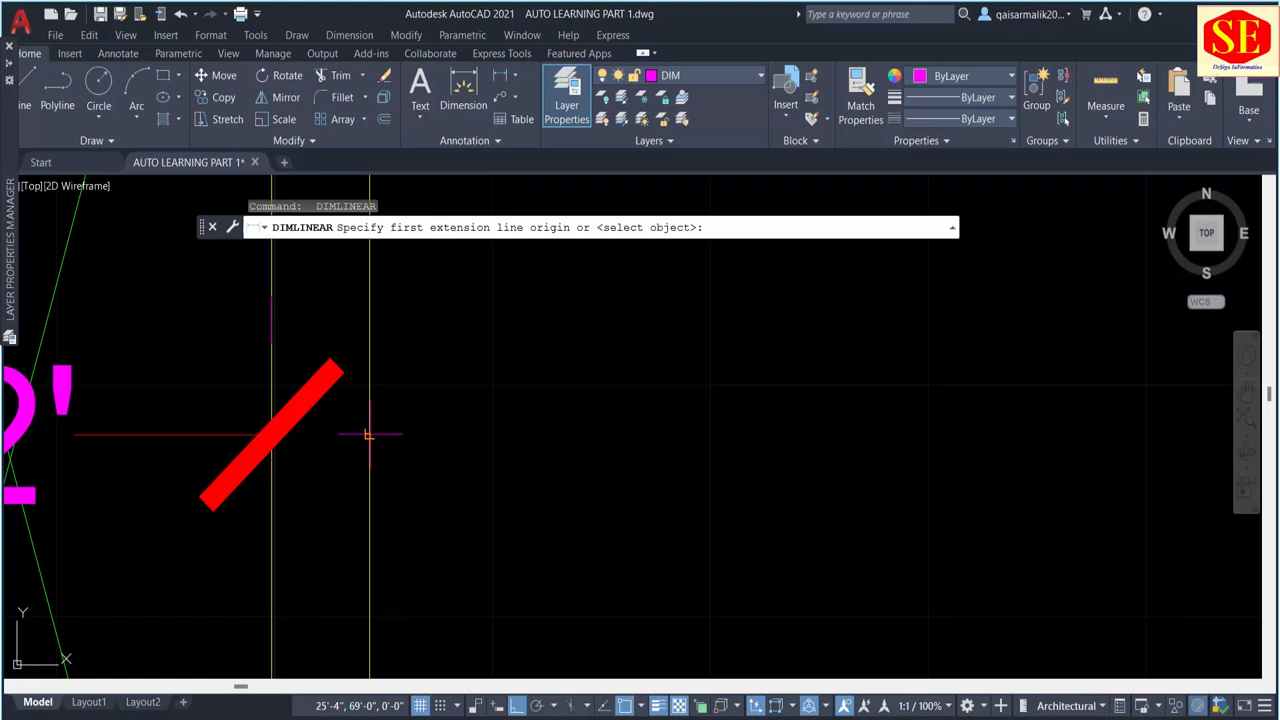 Autodesk AutoCAD 2021 AUTO LEARNING PART 1.dwg
Type a keyword or phrase
qaisarmalik20...
SE
DeSign InFormation
File Edit View Insert Format Tools Draw Dimension Modify Parametric Window Help Express
Home Insert Annotate Parametric View Manage Output Add-ins Collaborate Express Tools Featured Apps
Polyline
Circle
Arc
Move
Rotate
Trim
Copy
Mirror
Fillet
Stretch
Scale
Array
Text
Dimension
Table
Layer
Properties
DIM
Insert
Match
Properties
ByLayer
ByLayer
ByLayer
Group
Measure
Paste
Base
Draw
Modify
Annotation
Layers
Block
Properties
Groups
Utilities
Clipboard
View
Start
AUTO LEARNING PART 1*
[Top][2D Wireframe]
LAYER PROPERTIES MANAGER
Command: DIMLINEAR
DIMLINEAR Specify first extension line origin or <select object>:
N
W TOP E
S
WCS
2'
Y
X
Model Layout1 Layout2
25'-4", 69'-0", 0'-0"
1:1 / 100%
Architectural